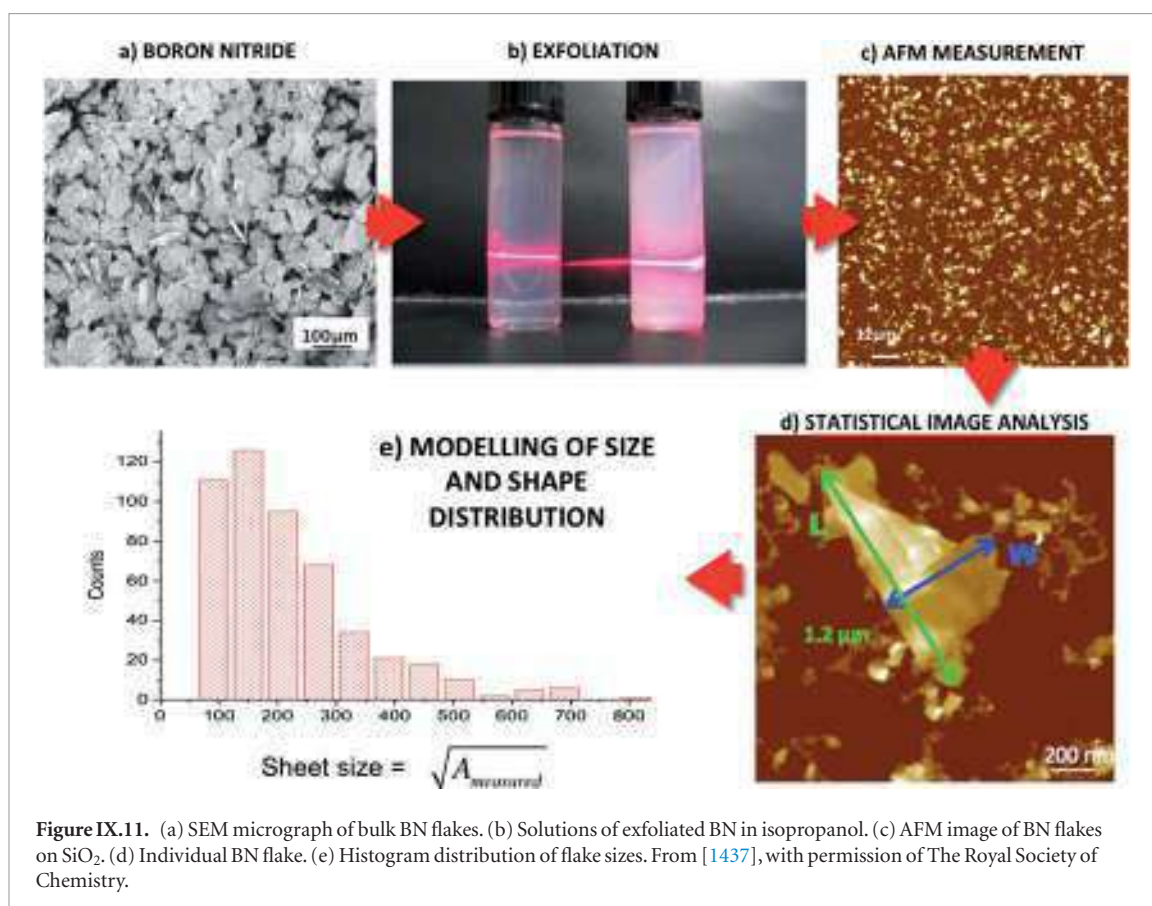 a) BORON NITRIDE
b) EXFOLIATION
c) AFM MEASUREMENT
100µm
12µm
d) STATISTICAL IMAGE ANALYSIS
L
W
1.2 µm
200 nm
e) MODELLING OF SIZE
AND SHAPE
DISTRIBUTION
Counts
120
100
80
60
40
20
0
0 100 200 300 400 500 600 700 800
Sheet size = √A measured
Figure IX.11. (a) SEM micrograph of bulk BN flakes. (b) Solutions of exfoliated BN in isopropanol. (c) AFM image of BN flakes
on SiO₂. (d) Individual BN flake. (e) Histogram distribution of flake sizes. From [1437], with permission of The Royal Society of
Chemistry.